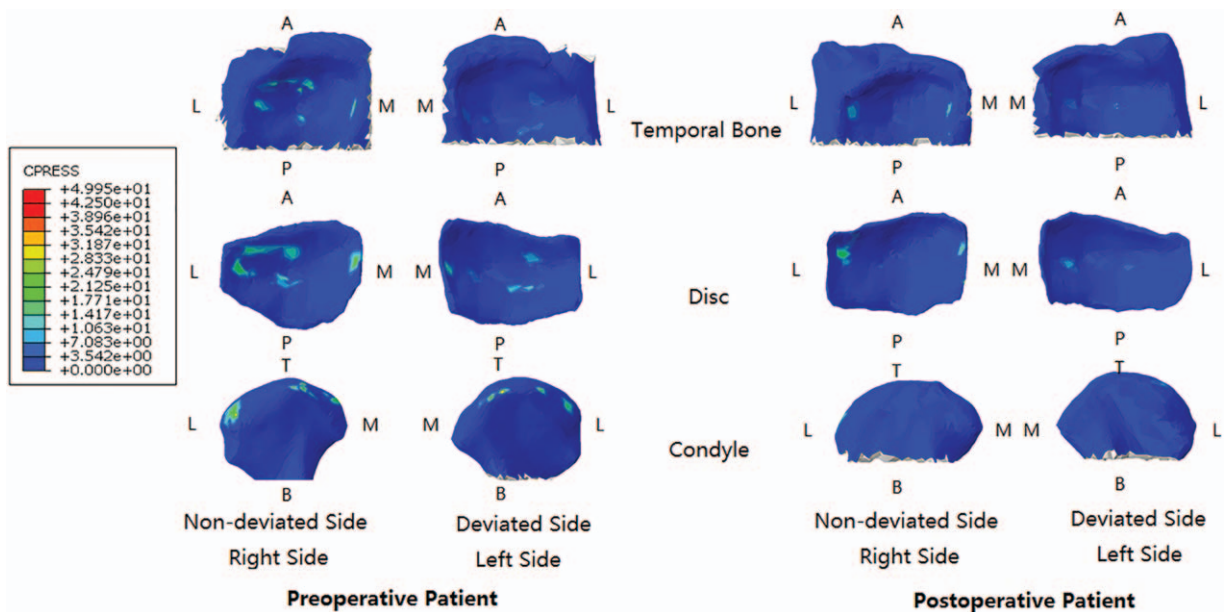 A A A A
L M M L L M M L
Temporal Bone
P P P P
CPRESS
+4.995e+01
+4.250e+01
+3.896e+01
+3.542e+01
+3.187e+01
+2.833e+01
+2.479e+01
+2.125e+01
+1.771e+01
+1.417e+01
+1.063e+01
+7.083e+00
+3.542e+00
+0.000e+00
A A A A
L M M L L M M L
Disc
P P P P
T T T T
L M M L L M M L
Condyle
B B B B
Non-deviated Side Deviated Side Non-deviated Side Deviated Side
Right Side Left Side Right Side Left Side
Preoperative Patient Postoperative Patient